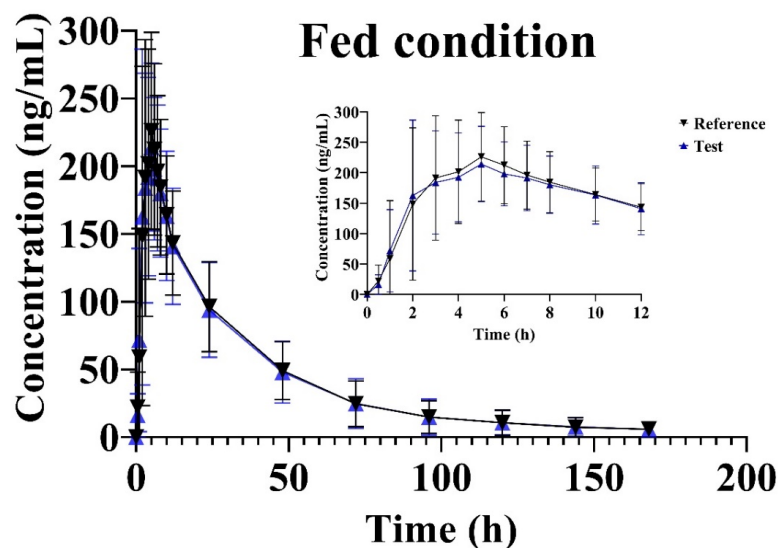 Fed condition
Concentration (ng/mL)
300
250
200
150
100
50
0
0 50 100 150 200
Time (h)
Concentration (ng/mL)
300
250
200
150
100
50
0
0 2 4 6 8 10 12
Time (h)
Reference
Test